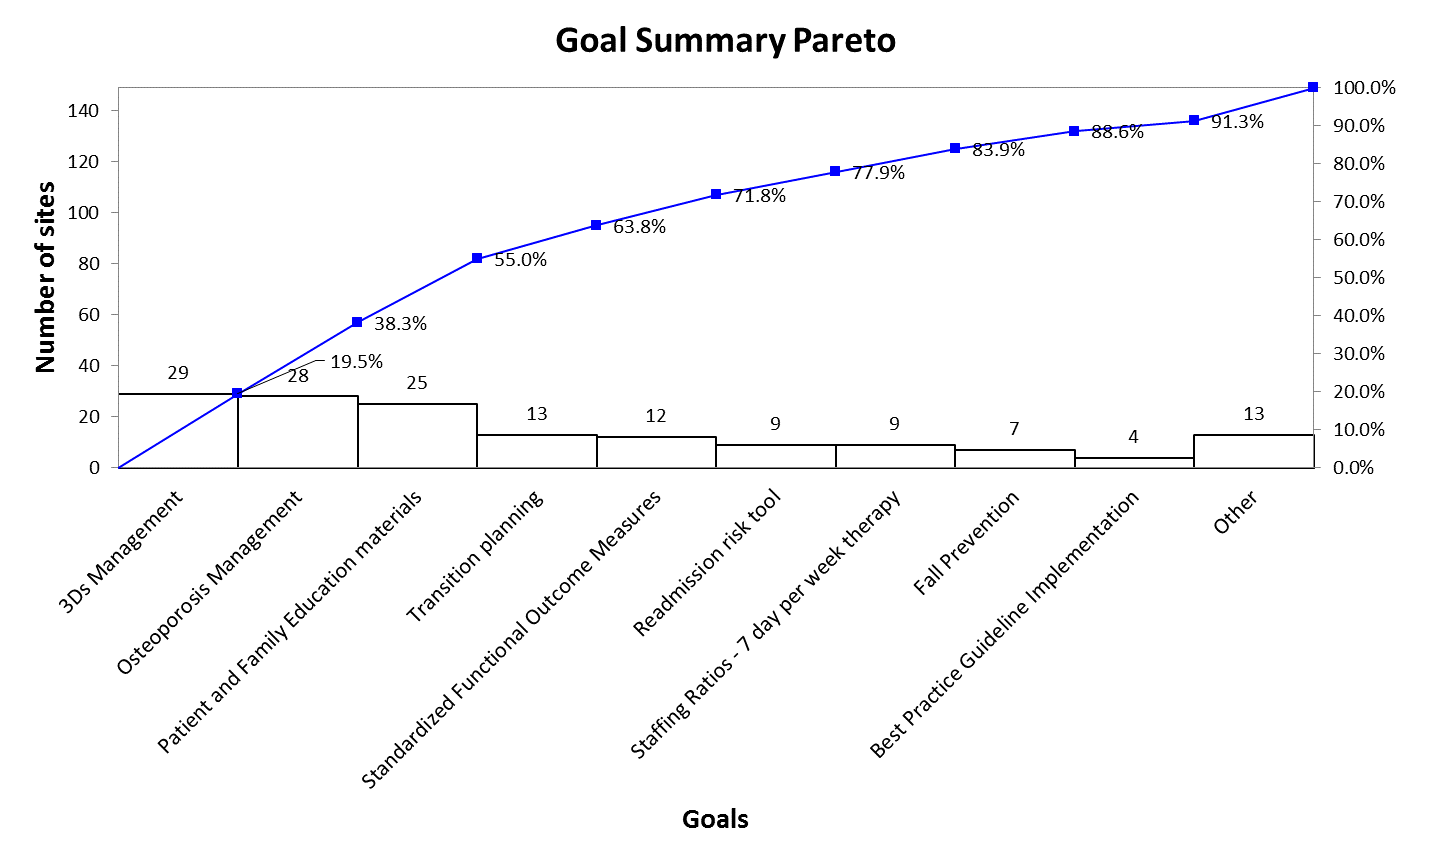 Goal Summary Pareto
Number of sites
140
120
100
80
60
40
20
0
100.0%
90.0%
80.0%
70.0%
60.0%
50.0%
40.0%
30.0%
20.0%
10.0%
0.0%
19.5%
38.3%
55.0%
63.8%
71.8%
77.9%
83.9%
88.6%
91.3%
29
28
25
13
12
9
9
7
4
13
3Ds Management
Osteoporosis Management
Patient and Family Education materials
Transition planning
Standardized Functional Outcome Measures
Readmission risk tool
Staffing Ratios - 7 day per week therapy
Fall Prevention
Best Practice Guideline Implementation
Other
Goals